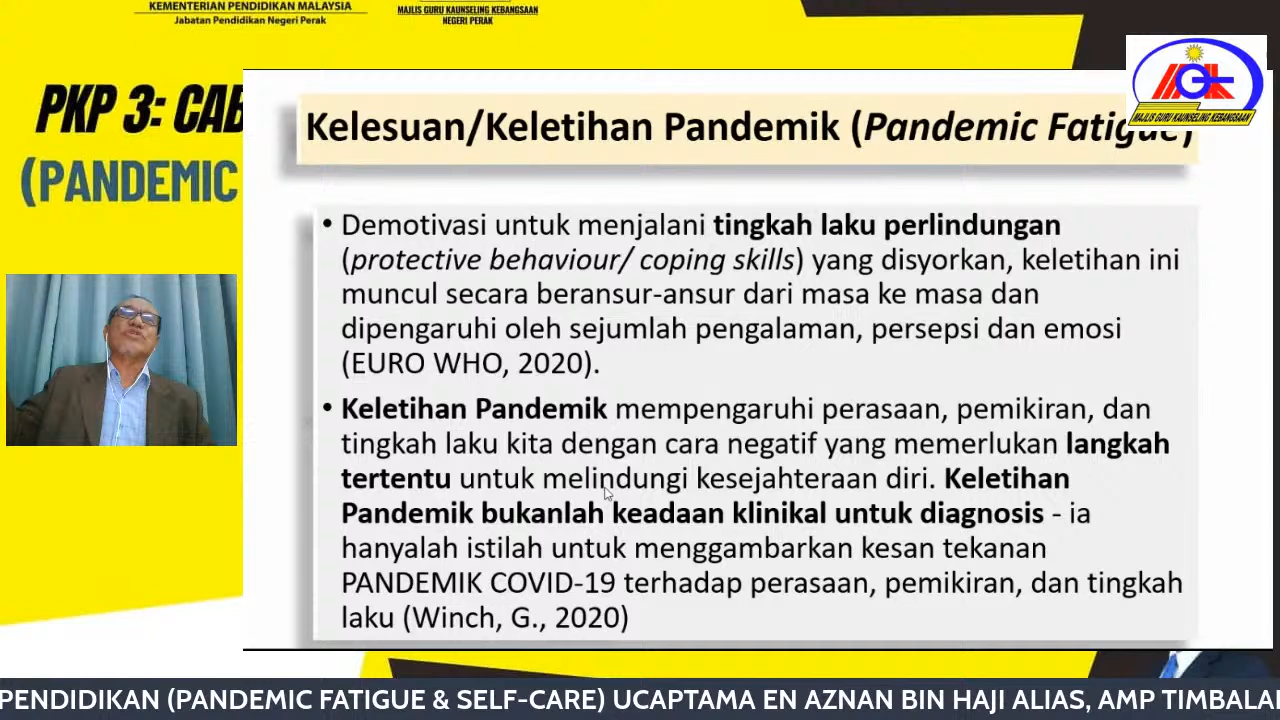 KEMENTERIAN PENDIDIKAN MALAYSIA
Jabatan Pendidikan Negeri Perak
MAJLIS GURU KAUNSELING KEBANGSAAN
NEGERI PERAK
PKP 3: CAB
(PANDEMIC
MAJLIS GURU KAUNSELING KEBANGSAAN
Kelesuan/Keletihan Pandemik (Pandemic Fatigue)
• Demotivasi untuk menjalani tingkah laku perlindungan
(protective behaviour/ coping skills) yang disyorkan, keletihan ini
muncul secara beransur-ansur dari masa ke masa dan
dipengaruhi oleh sejumlah pengalaman, persepsi dan emosi
(EURO WHO, 2020).
• Keletihan Pandemik mempengaruhi perasaan, pemikiran, dan
tingkah laku kita dengan cara negatif yang memerlukan langkah
tertentu untuk melindungi kesejahteraan diri. Keletihan
Pandemik bukanlah keadaan klinikal untuk diagnosis - ia
hanyalah istilah untuk menggambarkan kesan tekanan
PANDEMIK COVID-19 terhadap perasaan, pemikiran, dan tingkah
laku (Winch, G., 2020)
PENDIDIKAN (PANDEMIC FATIGUE & SELF-CARE) UCAPTAMA EN AZNAN BIN HAJI ALIAS, AMP TIMBALA